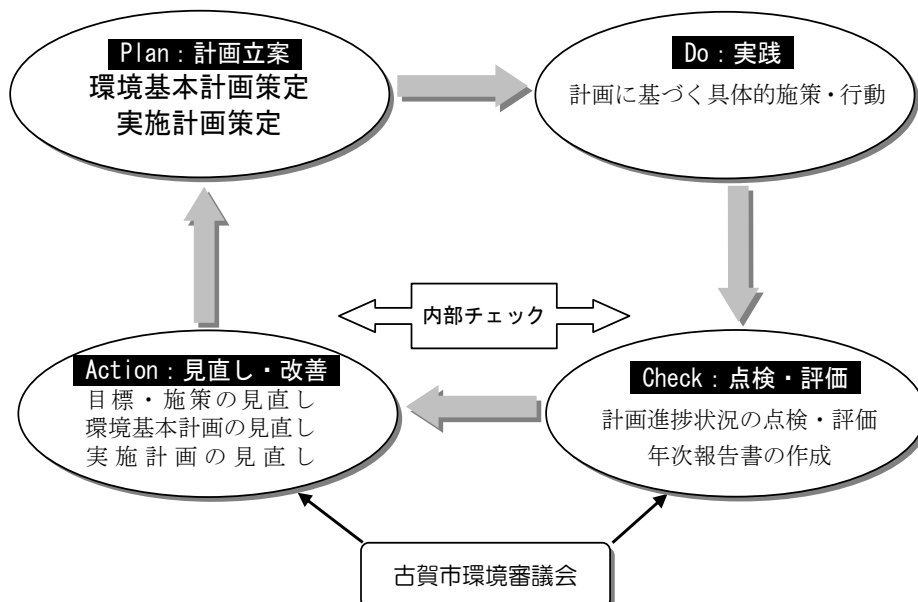 Plan：計画立案
環境基本計画策定
実施計画策定
Do：実践
計画に基づく具体的施策・行動
内部チェック
Action：見直し・改善
目標・施策の見直し
環境基本計画の見直し
実施計画の見直し
Check：点検・評価
計画進捗状況の点検・評価
年次報告書の作成
古賀市環境審議会